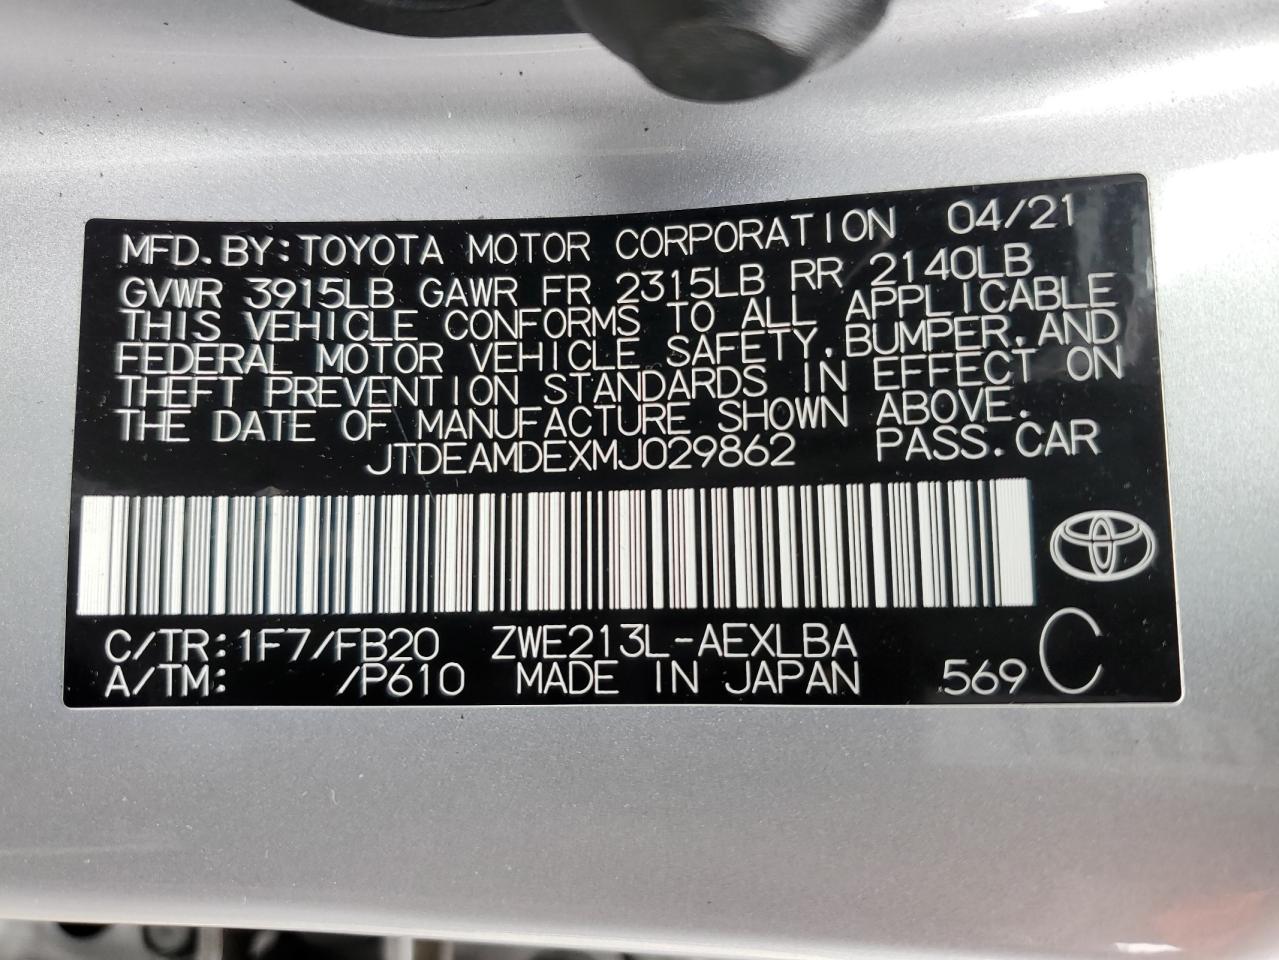 MFD.BY:TOYOTA MOTOR CORPORATION 04/21
GVWR 3915LB GAWR FR 2315LB RR 2140LB
THIS VEHICLE CONFORMS TO ALL APPLICABLE
FEDERAL MOTOR VEHICLE SAFETY,BUMPER,AND
THEFT PREVENTION STANDARDS IN EFFECT ON
THE DATE OF MANUFACTURE SHOWN ABOVE.
JTDEAMDEXMJ029862 PASS.CAR
C/TR:1F7/FB20 ZWE213L-AEXLBA
A/TM: /P610 MADE IN JAPAN 569 C